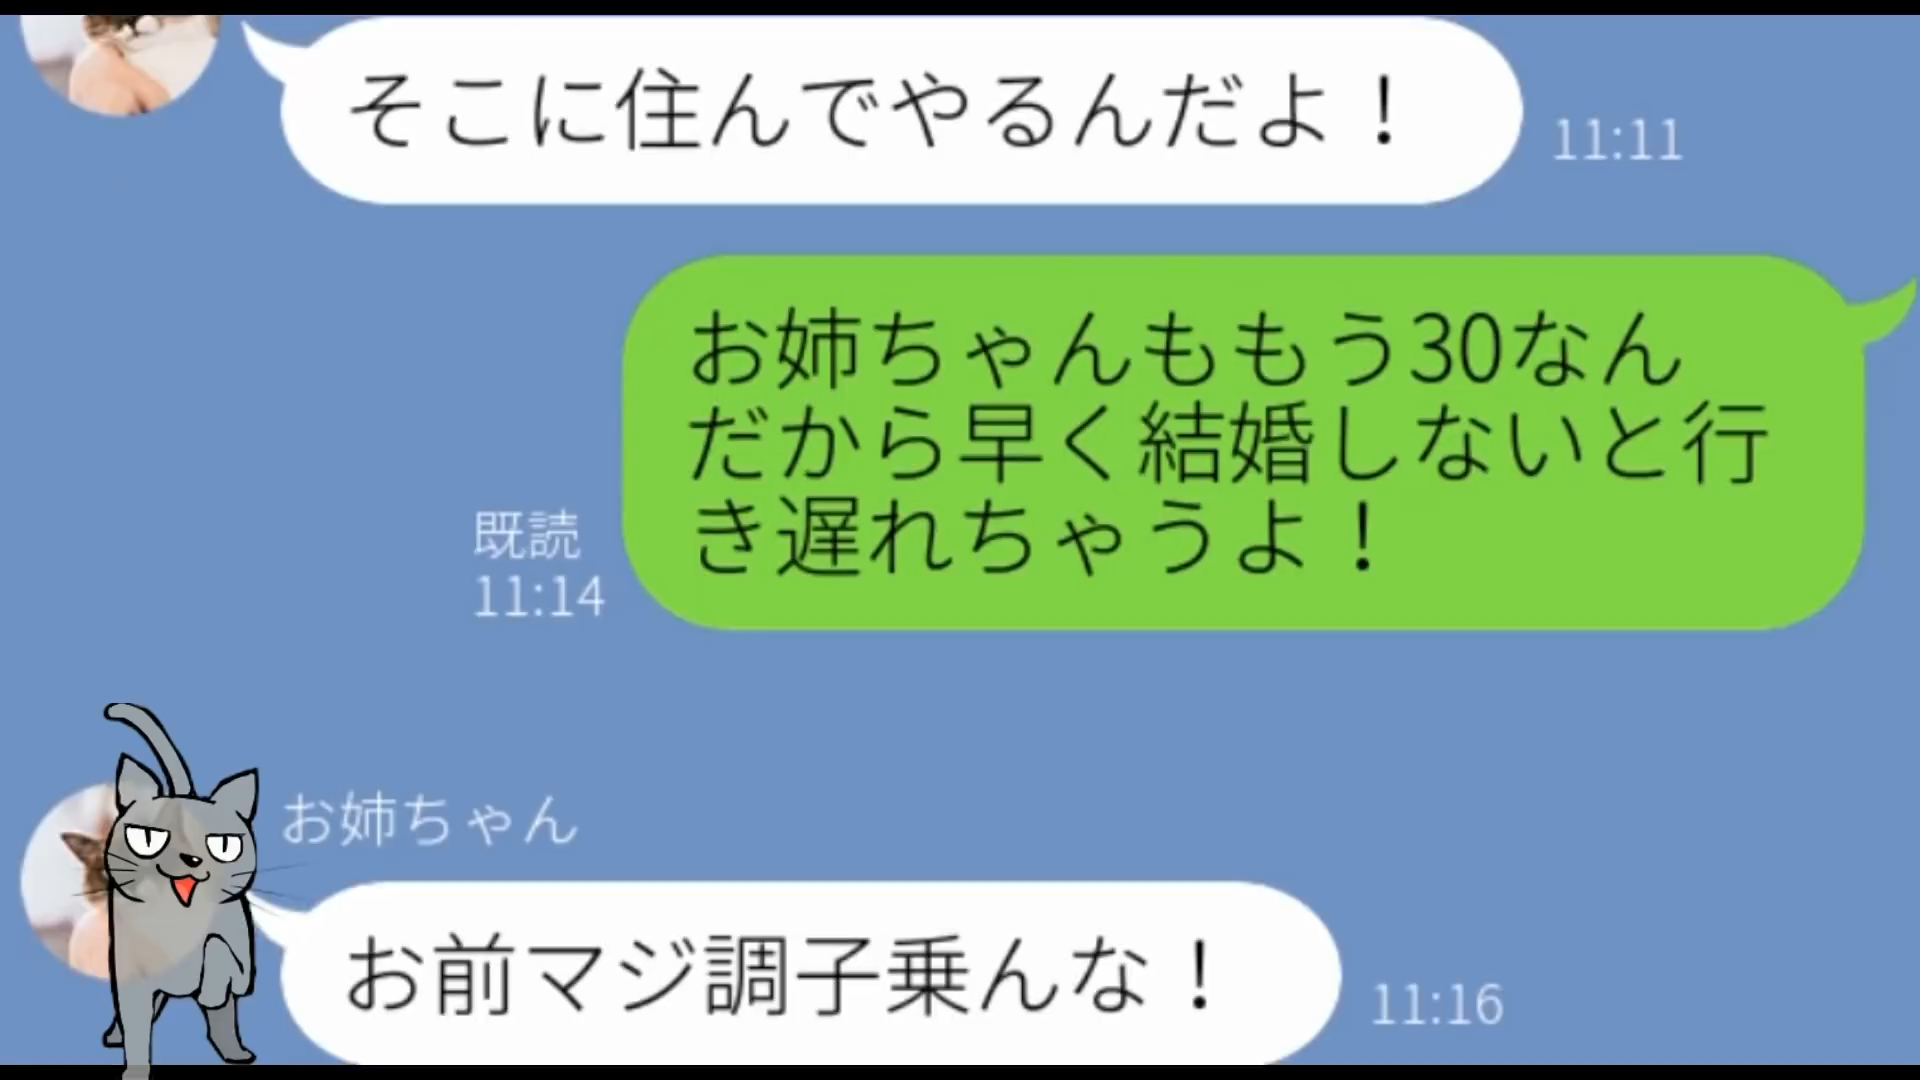 そこに住んでやるんだよ！
11:11
お姉ちゃんももう30なん
だから早く結婚しないと行
き遅れちゃうよ！
既読
11:14
お姉ちゃん
お前マジ調子乗んな！
11:16